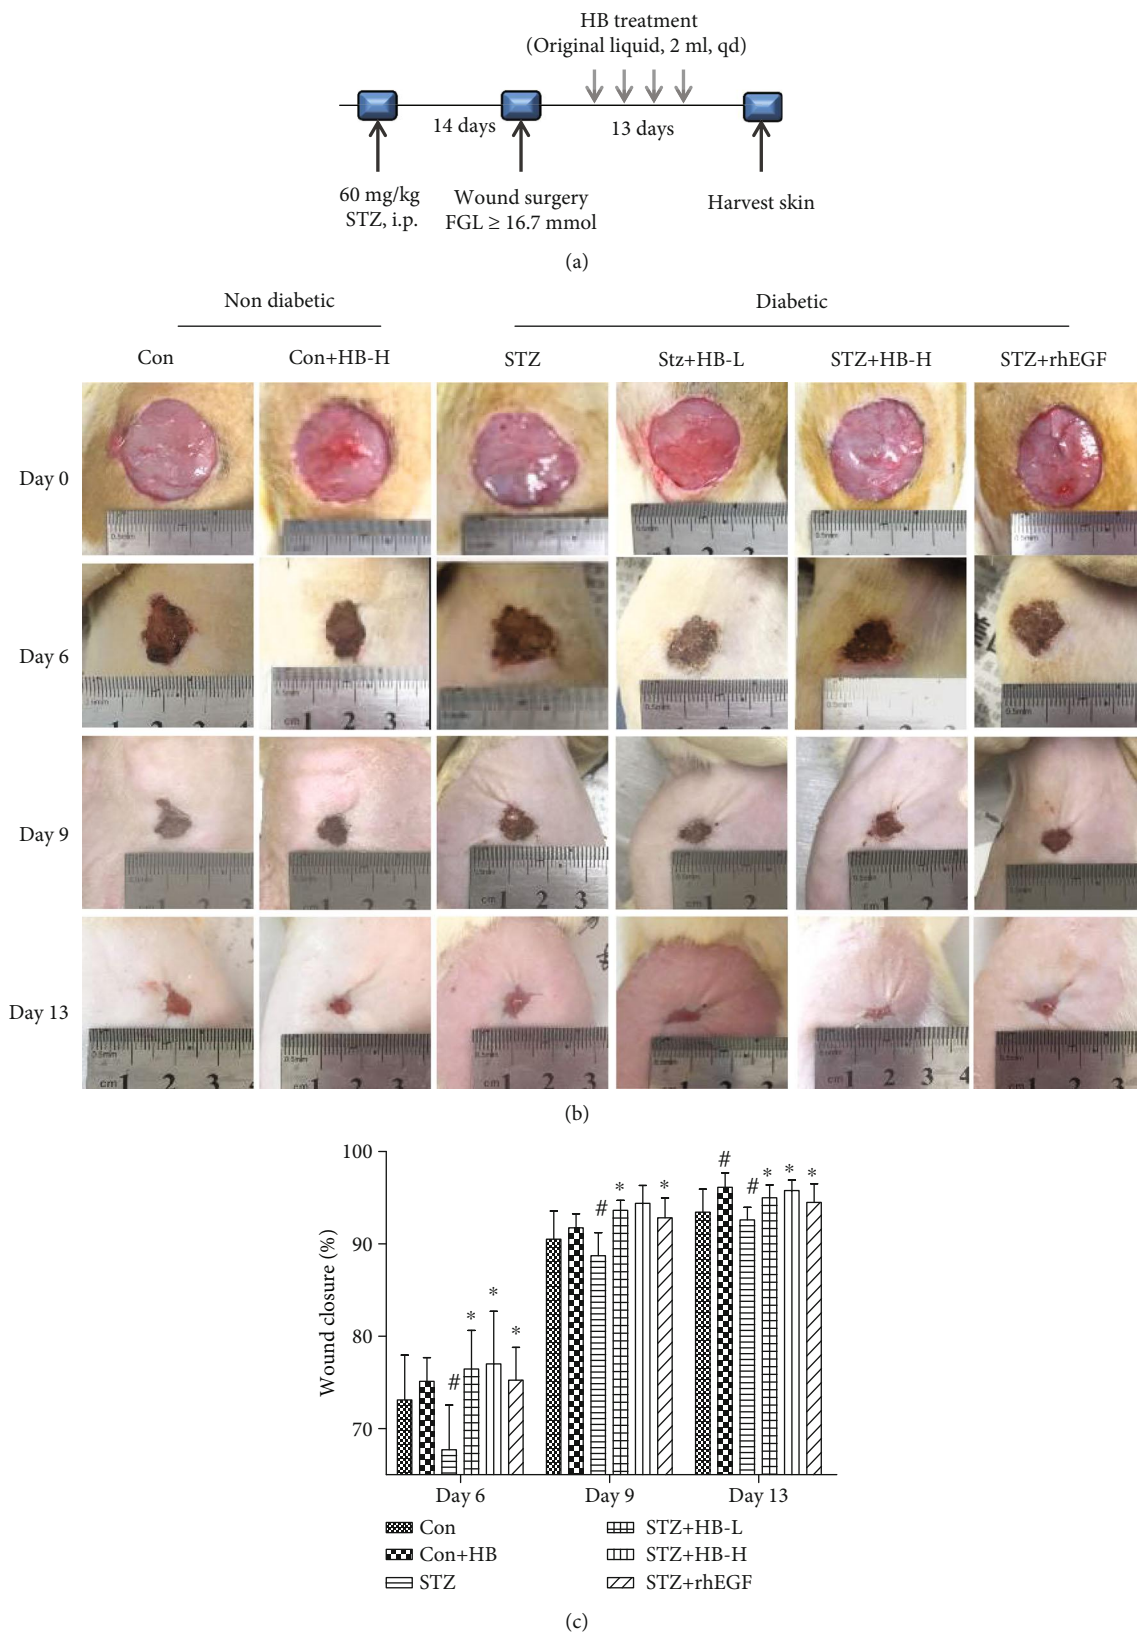 HB treatment
(Original liquid, 2 ml, qd)
14 days
13 days
60 mg/kg
STZ, i.p.
Wound surgery
FGL ≥ 16.7 mmol
Harvest skin
(a)
Non diabetic
Diabetic
Con
Con+HB-H
STZ
Stz+HB-L
STZ+HB-H
STZ+rhEGF
Day 0
Day 6
Day 9
Day 13
(b)
Wound closure (%)
100
90
80
70
# * * *
# * *
# # * * *
Day 6
Day 9
Day 13
Con
Con+HB
STZ
STZ+HB-L
STZ+HB-H
STZ+rhEGF
(c)